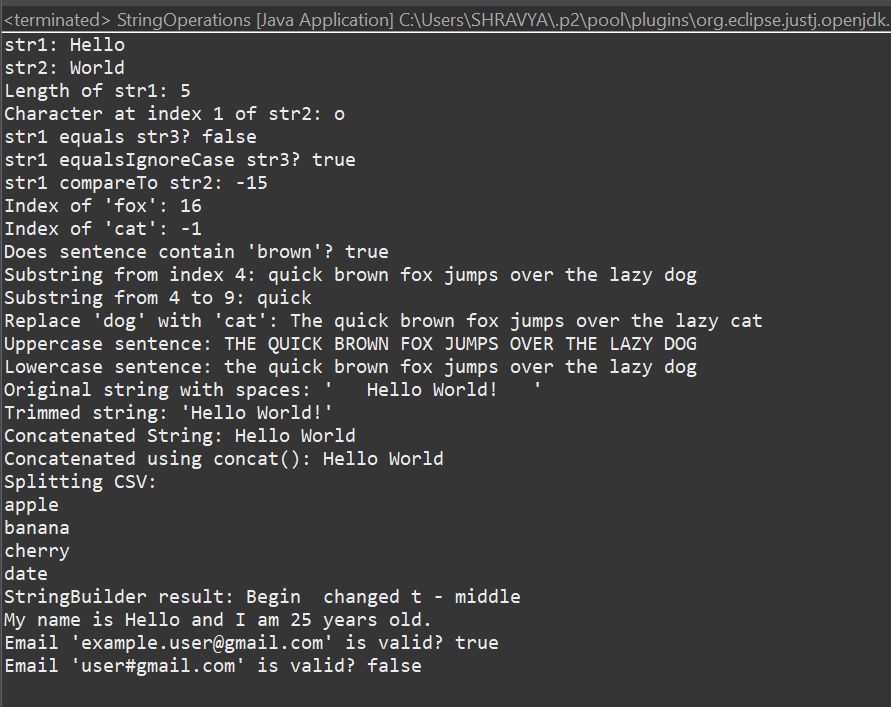 <terminated> StringOperations [Java Application] C:\Users\SHRAVYA\.p2\pool\plugins\org.eclipse.justj.openjdk.
str1: Hello
str2: World
Length of str1: 5
Character at index 1 of str2: o
str1 equals str3? false
str1 equalsIgnoreCase str3? true
str1 compareTo str2: -15
Index of 'fox': 16
Index of 'cat': -1
Does sentence contain 'brown'? true
Substring from index 4: quick brown fox jumps over the lazy dog
Substring from 4 to 9: quick
Replace 'dog' with 'cat': The quick brown fox jumps over the lazy cat
Uppercase sentence: THE QUICK BROWN FOX JUMPS OVER THE LAZY DOG
Lowercase sentence: the quick brown fox jumps over the lazy dog
Original string with spaces: '   Hello World!   '
Trimmed string: 'Hello World!'
Concatenated String: Hello World
Concatenated using concat(): Hello World
Splitting CSV:
apple
banana
cherry
date
StringBuilder result: Begin  changed t - middle
My name is Hello and I am 25 years old.
Email 'example.user@gmail.com' is valid? true
Email 'user#gmail.com' is valid? false